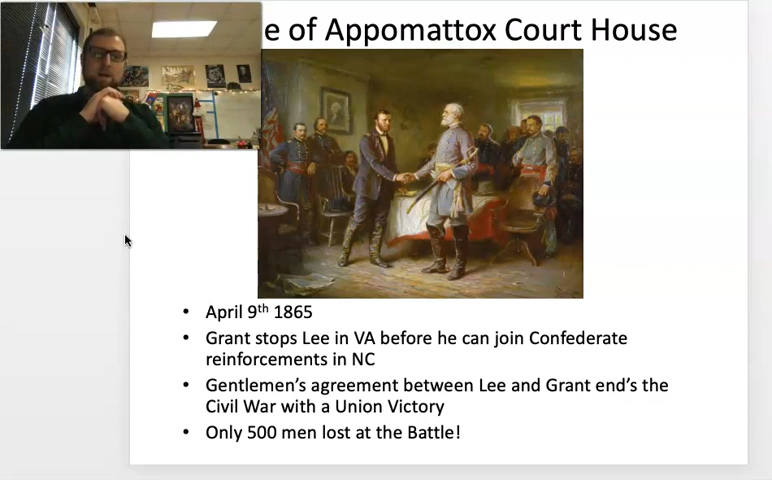 e of Appomattox Court House
• April 9th 1865
• Grant stops Lee in VA before he can join Confederate
reinforcements in NC
• Gentlemen’s agreement between Lee and Grant end’s the
Civil War with a Union Victory
• Only 500 men lost at the Battle!